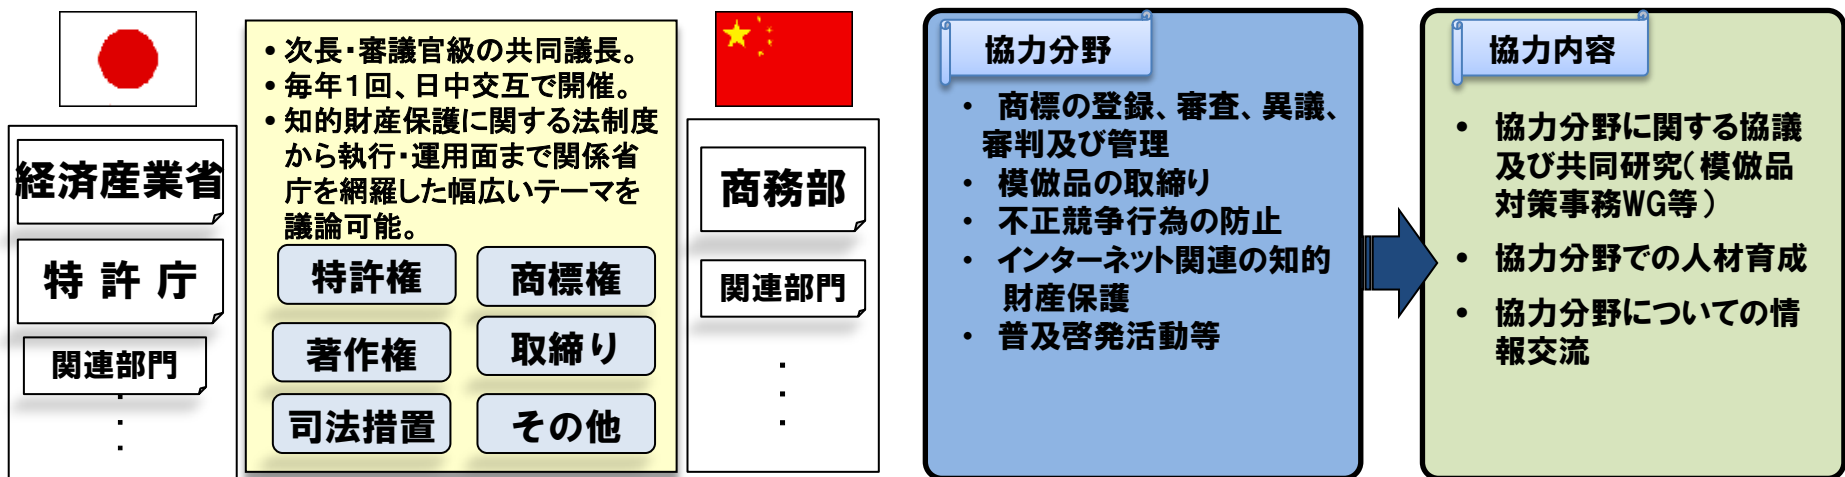 経済産業省
特 許 庁
関連部門
・
・
・
• 次長・審議官級の共同議長。
• 毎年1回、日中交互で開催。
• 知的財産保護に関する法制度
から執行・運用面まで関係省
庁を網羅した幅広いテーマを
議論可能。
特許権
商標権
著作権
取締り
司法措置
その他
商務部
関連部門
・
・
・
協力分野
・ 商標の登録、審査、異議、
審判及び管理
・ 模倣品の取締り
・ 不正競争行為の防止
・ インターネット関連の知的
財産保護
・ 普及啓発活動等
協力内容
• 協力分野に関する協議
及び共同研究(模倣品
対策事務WG等)
• 協力分野での人材育成
• 協力分野についての情
報交流